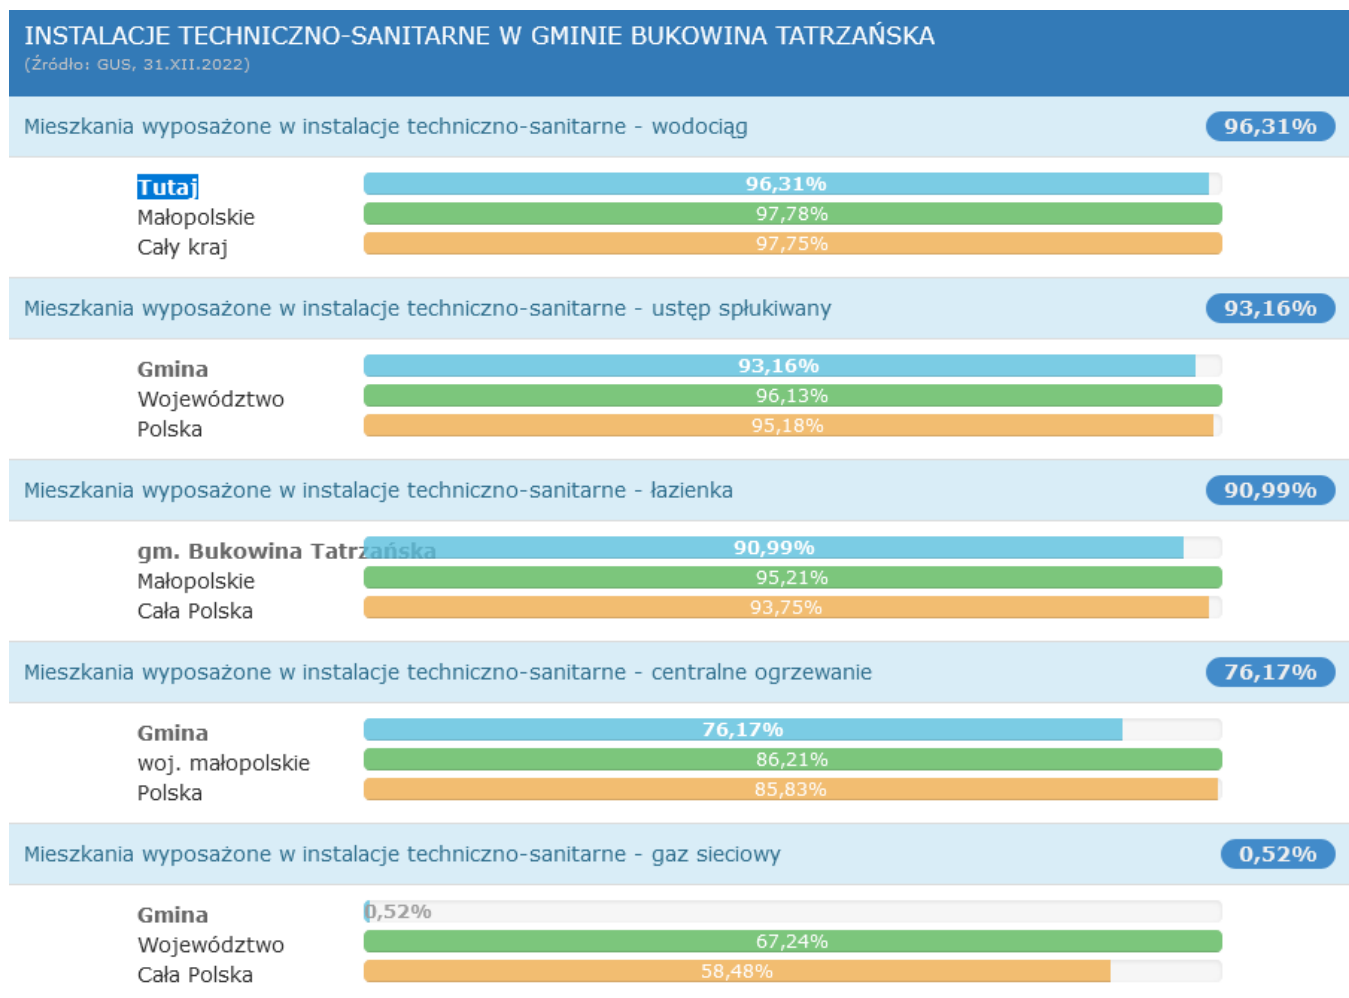 INSTALACJE TECHNICZNO-SANITARNE W GMINIE BUKOWINA TATRZAŃSKA
(Źródło: GUS, 31.XII.2022)
Mieszkania wyposażone w instalacje techniczno-sanitarne - wodociąg 96,31%
Tutaj 96,31%
Małopolskie 97,78%
Cały kraj 97,75%
Mieszkania wyposażone w instalacje techniczno-sanitarne - ustęp spłukiwany 93,16%
Gmina 93,16%
Województwo 96,13%
Polska 95,18%
Mieszkania wyposażone w instalacje techniczno-sanitarne - łazienka 90,99%
gm. Bukowina Tatrzańska 90,99%
Małopolskie 95,21%
Cała Polska 93,75%
Mieszkania wyposażone w instalacje techniczno-sanitarne - centralne ogrzewanie 76,17%
Gmina 76,17%
woj. małopolskie 86,21%
Polska 85,83%
Mieszkania wyposażone w instalacje techniczno-sanitarne - gaz sieciowy 0,52%
Gmina 0,52%
Województwo 67,24%
Cała Polska 58,48%